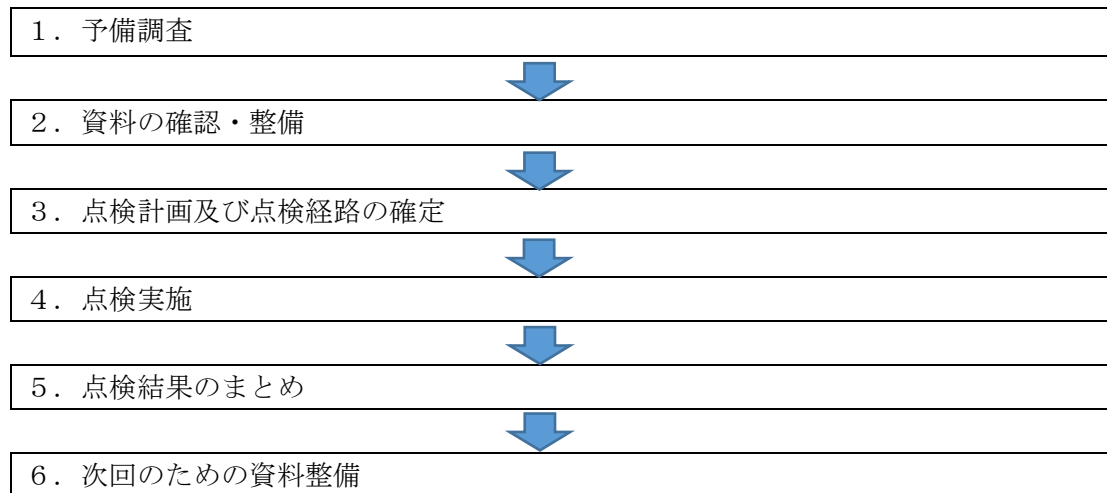 １．予備調査
２．資料の確認・整備
３．点検計画及び点検経路の確定
４．点検実施
５．点検結果のまとめ
６．次回のための資料整備